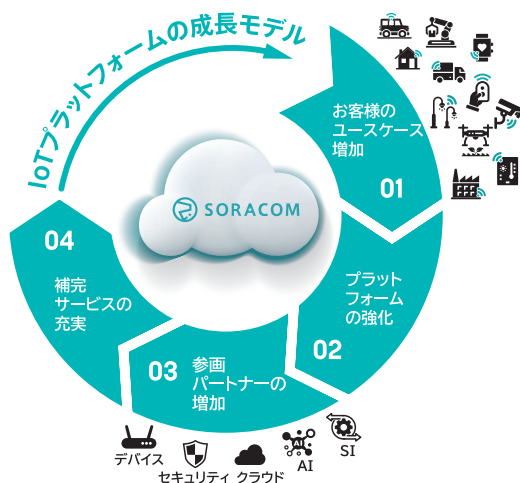 IoTプラットフォームの成長モデル
お客様の
ユースケース
増加
01
プラット
フォーム
の強化
02
03
参画
パートナーの
増加
04
補完
サービスの
充実
SORACOM
デバイス
セキュリティ
クラウド
AI
AI
SI